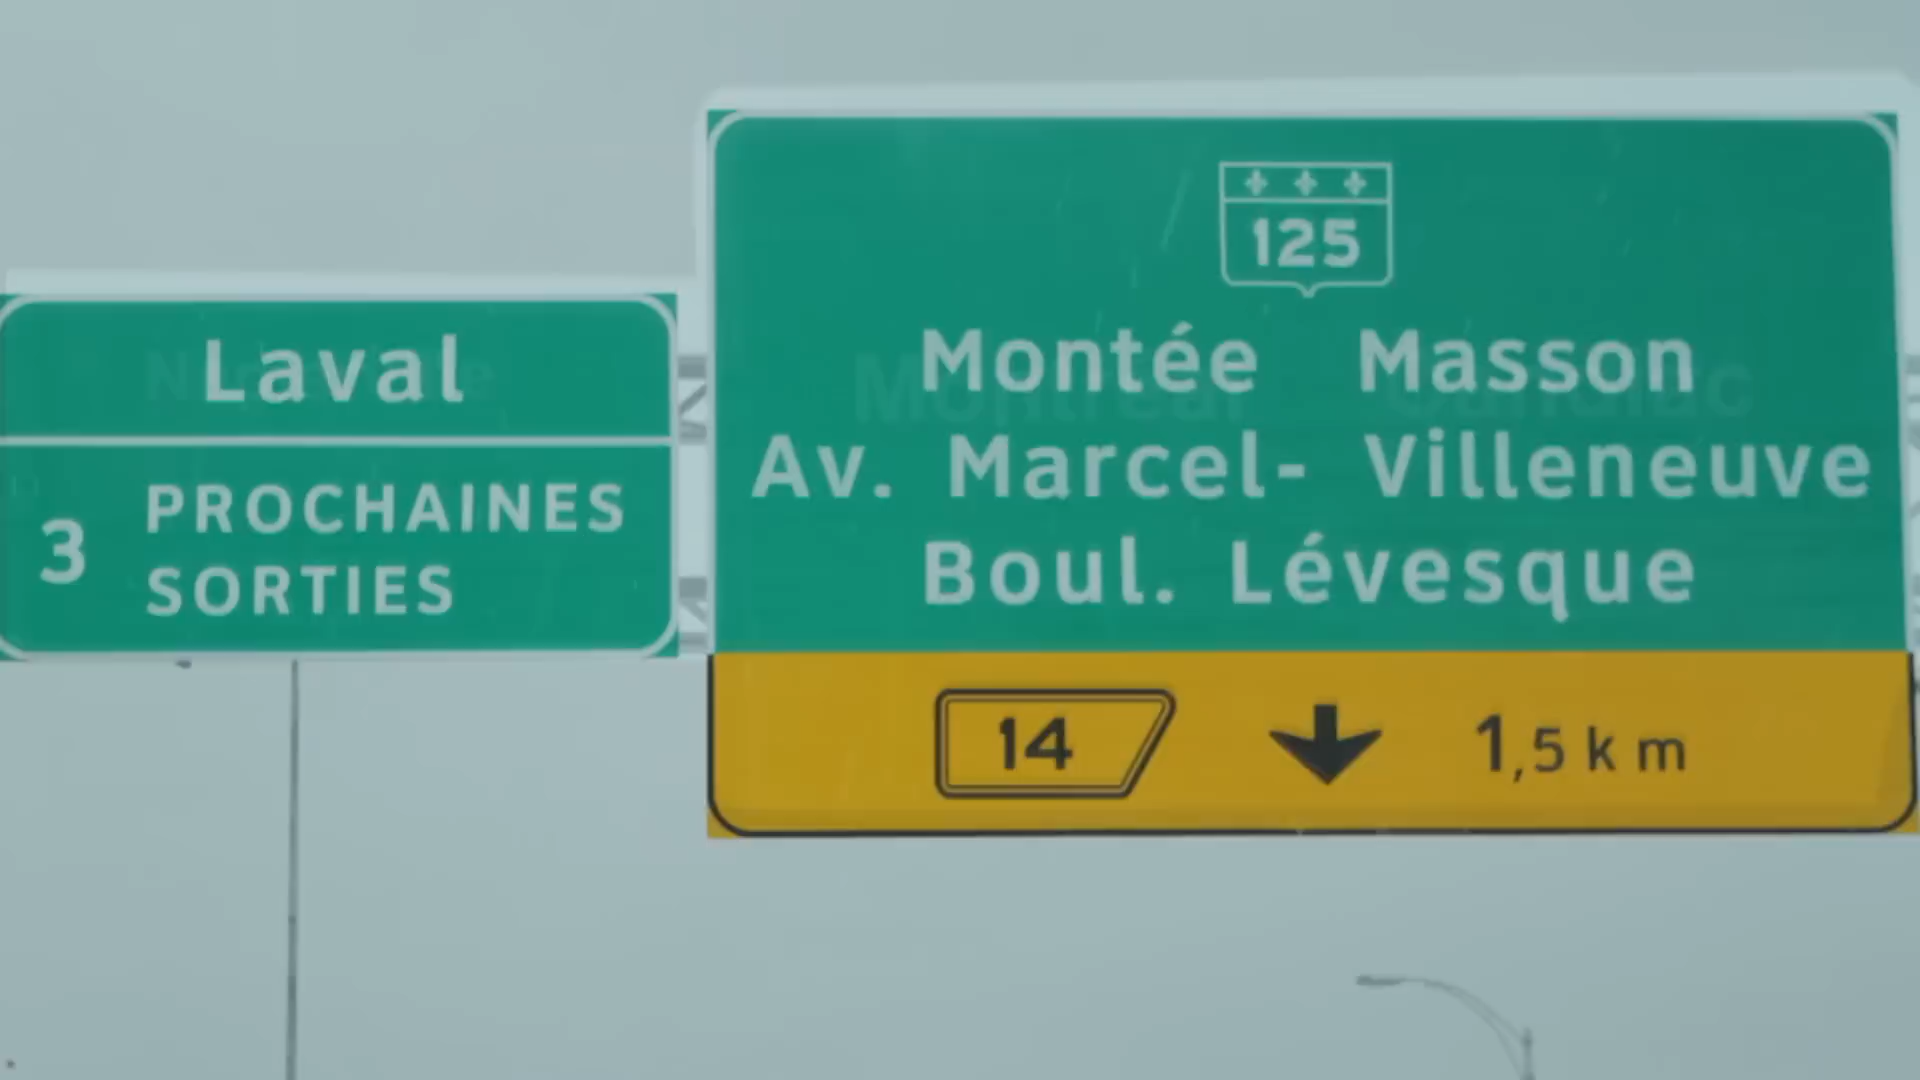 Laval
3 PROCHAINES
SORTIES
125
Montée Masson
Av. Marcel-Villeneuve
Boul. Lévesque
14 1,5 km